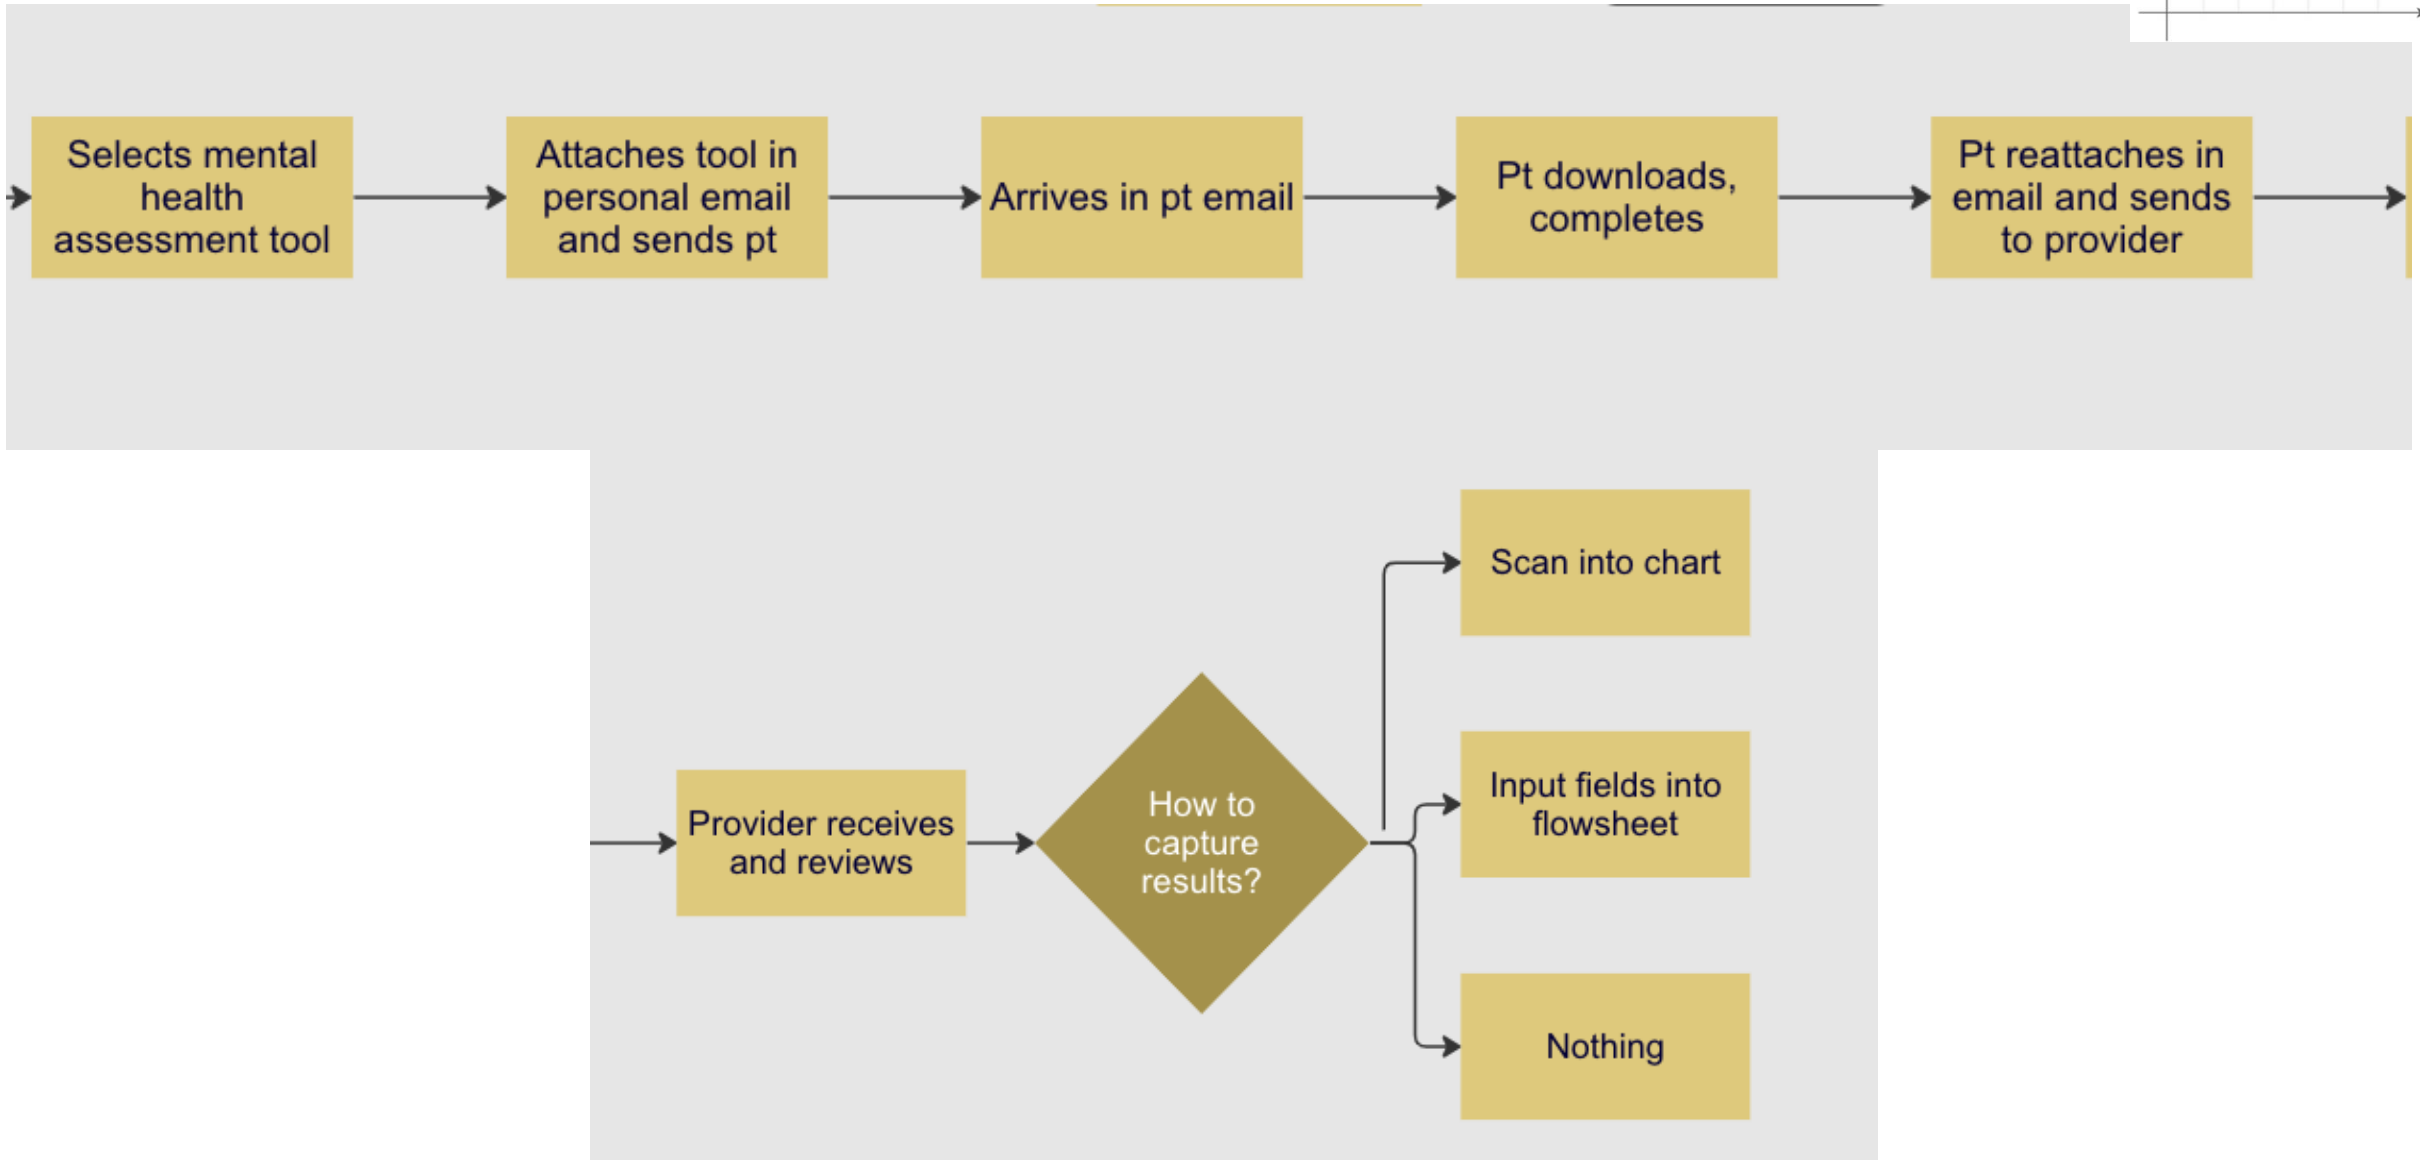 Selects mental
health
assessment tool
Attaches tool in
personal email
and sends pt
Arrives in pt email
Pt downloads,
completes
Pt reattaches in
email and sends
to provider
Provider receives
and reviews
How to
capture
results?
Scan into chart
Input fields into
flowsheet
Nothing